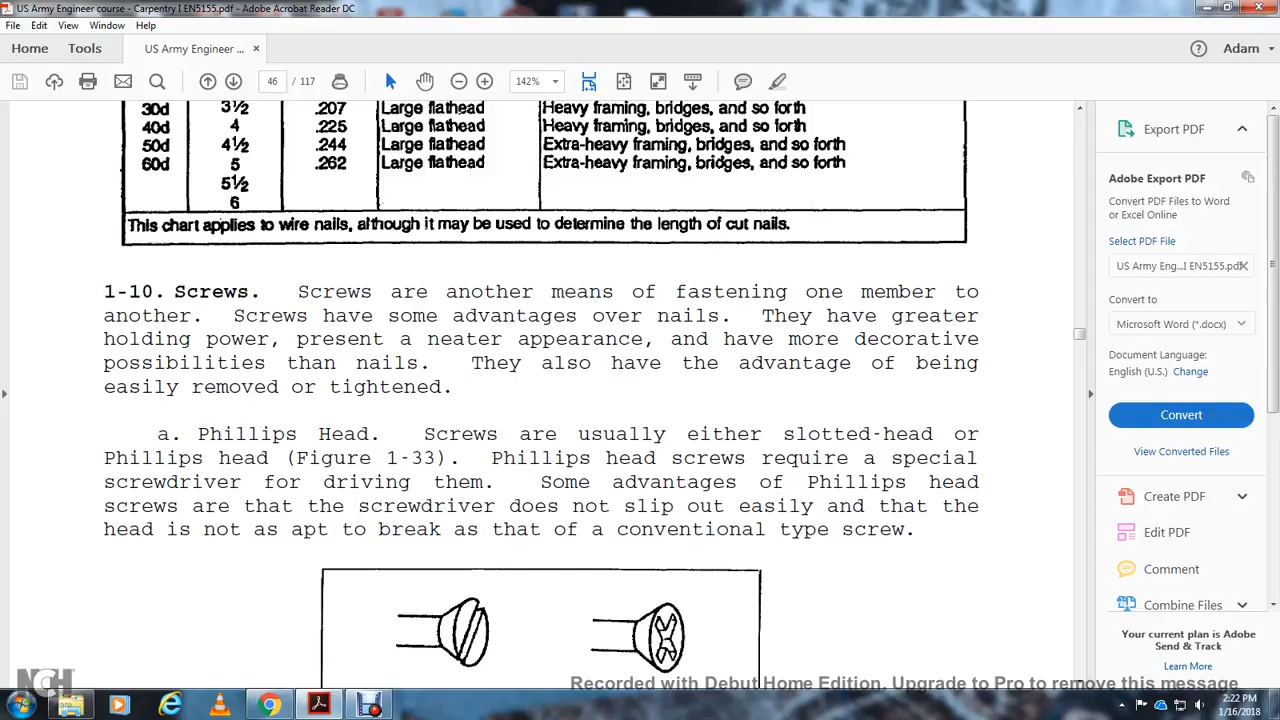 US Army Engineer course - Carpentry I EN5155.pdf - Adobe Acrobat Reader DC
File Edit View Window Help
Home Tools US Army Engineer ... × Adam
46 / 117 142%
30d 3½ .207 Large flathead Heavy framing, bridges, and so forth
40d 4 .225 Large flathead Heavy framing, bridges, and so forth
50d 4½ .244 Large flathead Extra-heavy framing, bridges, and so forth
60d 5 .262 Large flathead Extra-heavy framing, bridges, and so forth
5½
6
This chart applies to wire nails, although it may be used to determine the length of cut nails.
1-10. Screws. Screws are another means of fastening one member to
another. Screws have some advantages over nails. They have greater
holding power, present a neater appearance, and have more decorative
possibilities than nails. They also have the advantage of being
easily removed or tightened.
a. Phillips Head. Screws are usually either slotted-head or
Phillips head (Figure 1-33). Phillips head screws require a special
screwdriver for driving them. Some advantages of Phillips head
screws are that the screwdriver does not slip out easily and that the
head is not as apt to break as that of a conventional type screw.
Export PDF
Adobe Export PDF
Convert PDF Files to Word
or Excel Online
Select PDF File
US Army Eng...I EN5155.pdf
Convert to
Microsoft Word (*.docx)
Document Language:
English (U.S.) Change
Convert
View Converted Files
Create PDF
Edit PDF
Comment
Combine Files
Your current plan is Adobe
Send & Track
Learn More
NCH
Recorded with Debut Home Edition. Upgrade to Pro to remove this message
2:22 PM
1/16/2018